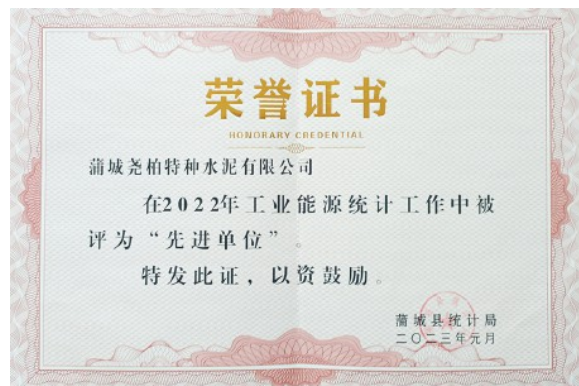 荣誉证书
HONORARY CREDENTIAL
蒲城尧柏特种水泥有限公司
在2022年工业能源统计工作中被
评为“先进单位”。
特发此证，以资鼓励。
蒲城县统计局
二〇二三年元月